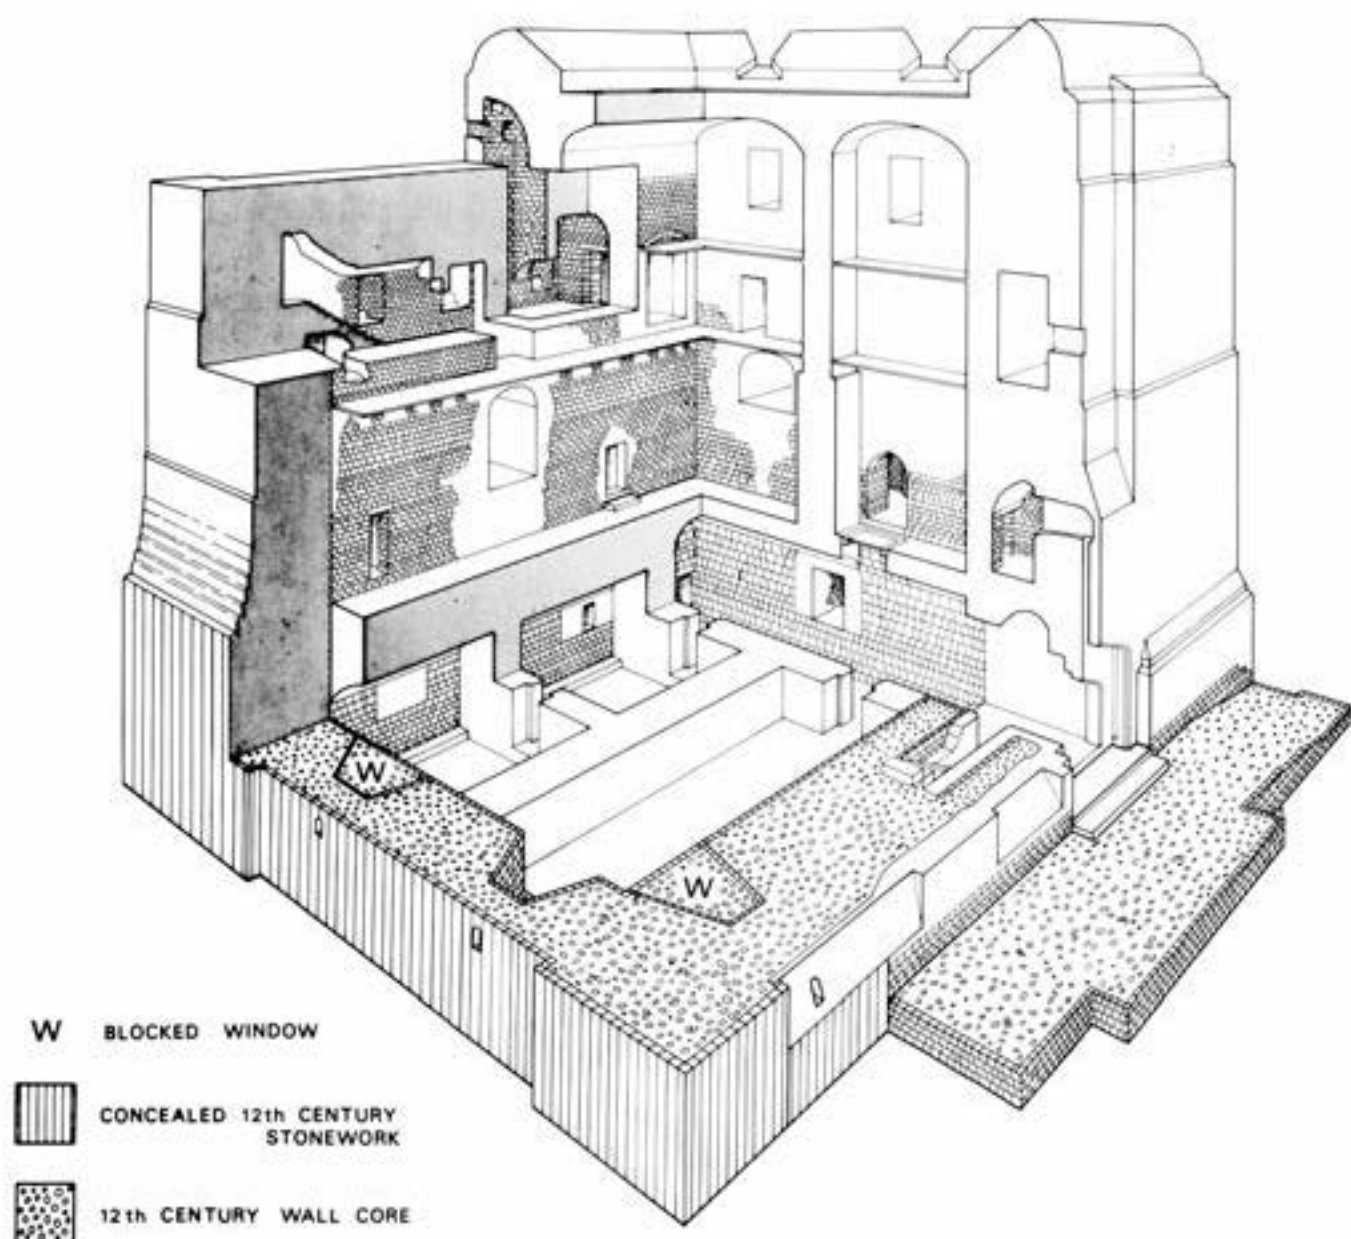 W
W
W BLOCKED WINDOW
CONCEALED 12th CENTURY
STONEWORK
12th CENTURY WALL CORE